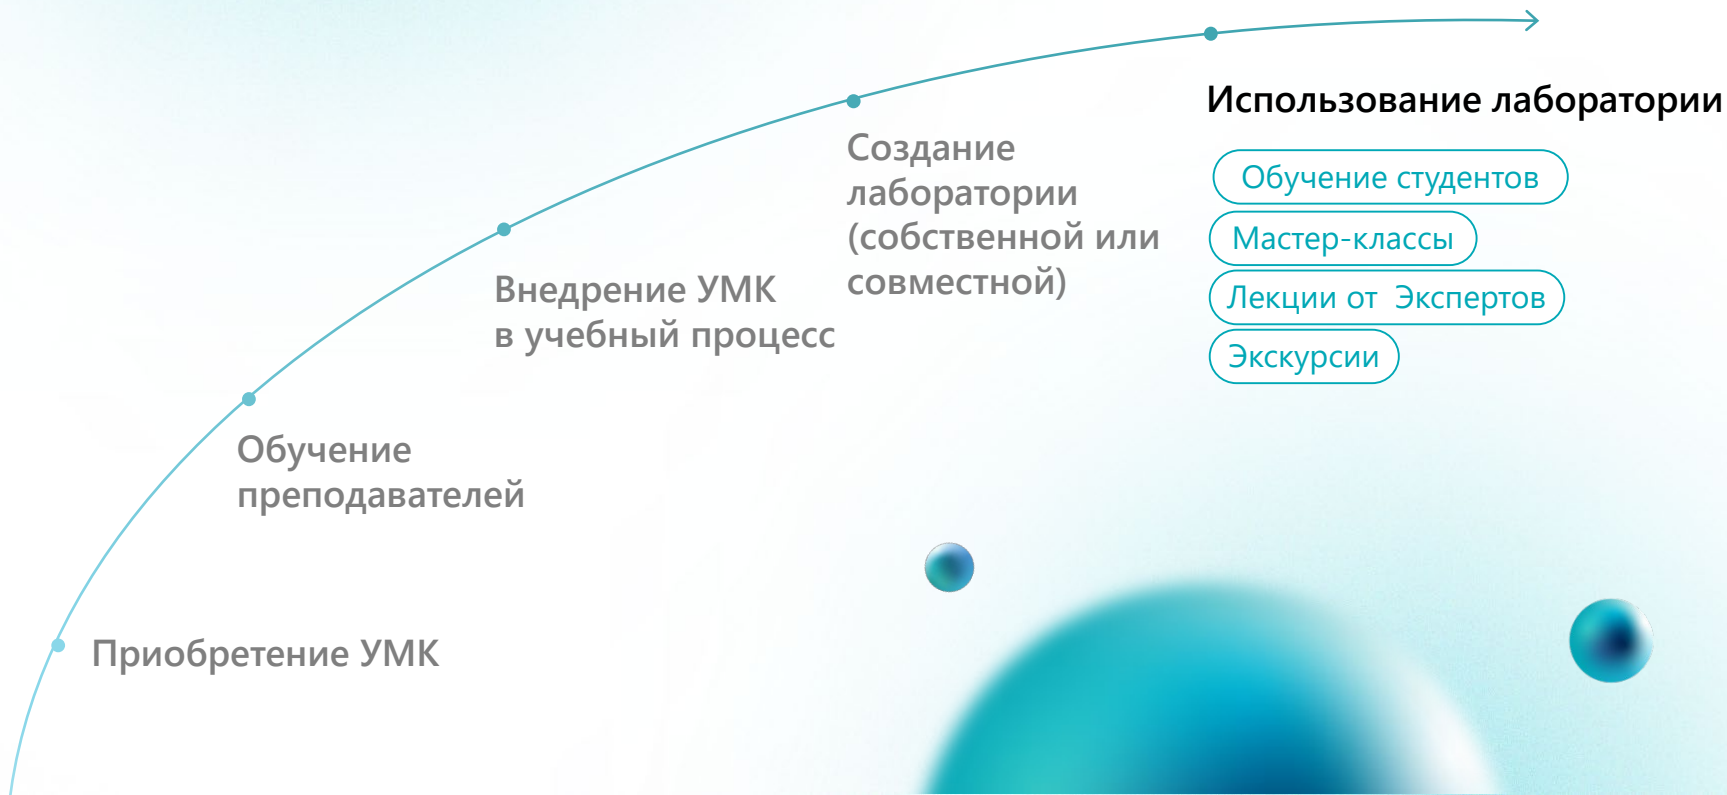 Использование лаборатории
Обучение студентов
Мастер-классы
Лекции от Экспертов
Экскурсии
Создание
лаборатории
(собственной или
совместной)
Внедрение УМК
в учебный процесс
Обучение
преподавателей
Приобретение УМК